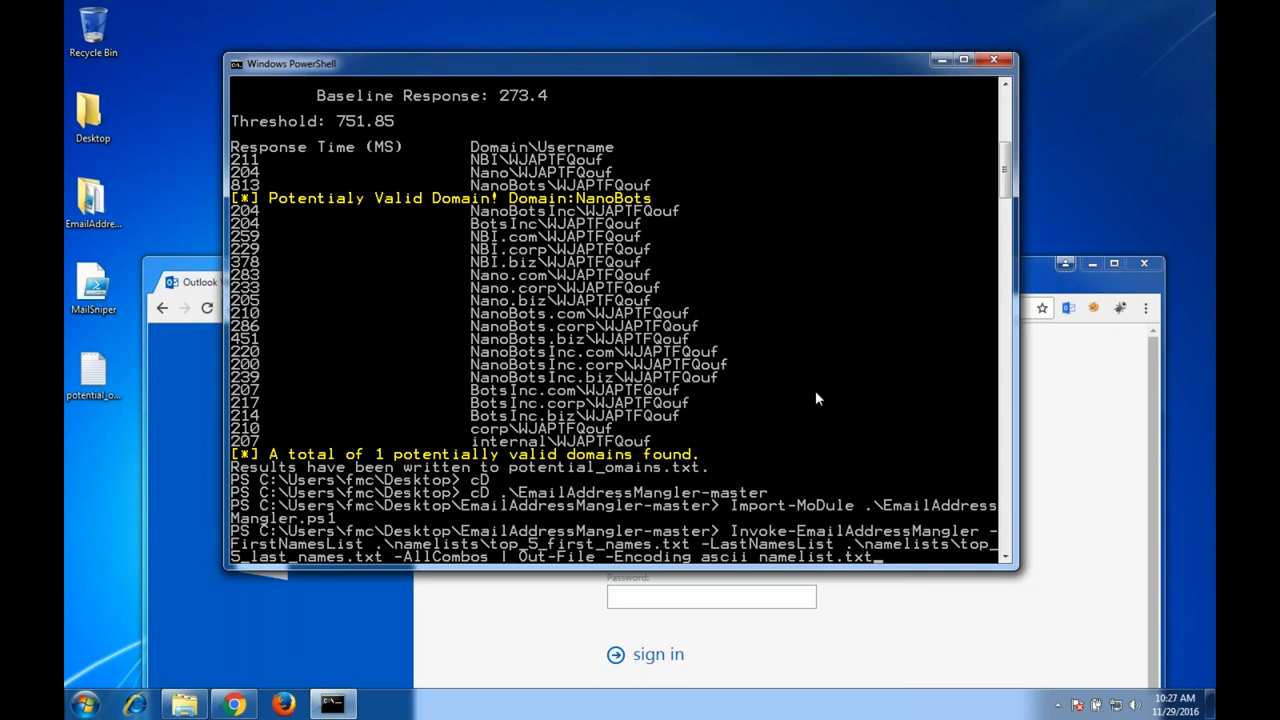 Recycle Bin
Desktop
EmailAddre...
MailSniper
potential_o...
Windows PowerShell
Baseline Response: 273.4
Threshold: 751.85
Response Time (MS) Domain\Username
211 NBI\WJAPTFQouf
204 Nano\WJAPTFQouf
813 NanoBots\WJAPTFQouf
[*] Potentialy Valid Domain! Domain:NanoBots
204 NanoBotsInc\WJAPTFQouf
204 BotsInc\WJAPTFQouf
259 NBI.com\WJAPTFQouf
229 NBI.corp\WJAPTFQouf
378 NBI.biz\WJAPTFQouf
283 Nano.com\WJAPTFQouf
233 Nano.corp\WJAPTFQouf
205 Nano.biz\WJAPTFQouf
210 NanoBots.com\WJAPTFQouf
286 NanoBots.corp\WJAPTFQouf
451 NanoBots.biz\WJAPTFQouf
220 NanoBotsInc.com\WJAPTFQouf
200 NanoBotsInc.corp\WJAPTFQouf
239 NanoBotsInc.biz\WJAPTFQouf
207 BotsInc.com\WJAPTFQouf
217 BotsInc.corp\WJAPTFQouf
214 BotsInc.biz\WJAPTFQouf
210 corp\WJAPTFQouf
207 internal\WJAPTFQouf
[*] A total of 1 potentially valid domains found.
Results have been written to potential_omains.txt.
PS C:\Users\fmc\Desktop> cD
PS C:\Users\fmc\Desktop> cD .\EmailAddressMangler-master
PS C:\Users\fmc\Desktop\EmailAddressMangler-master> Import-MoDule .\EmailAddress
Mangler.ps1
PS C:\Users\fmc\Desktop\EmailAddressMangler-master> Invoke-EmailAddressMangler -
FirstNamesList .\namelists\top_5_first_names.txt -LastNamesList .\namelists\top_
5_last_names.txt -AllCombos | Out-File -Encoding ascii namelist.txt_
Outlook
Password:
sign in
10:27 AM
11/29/2016